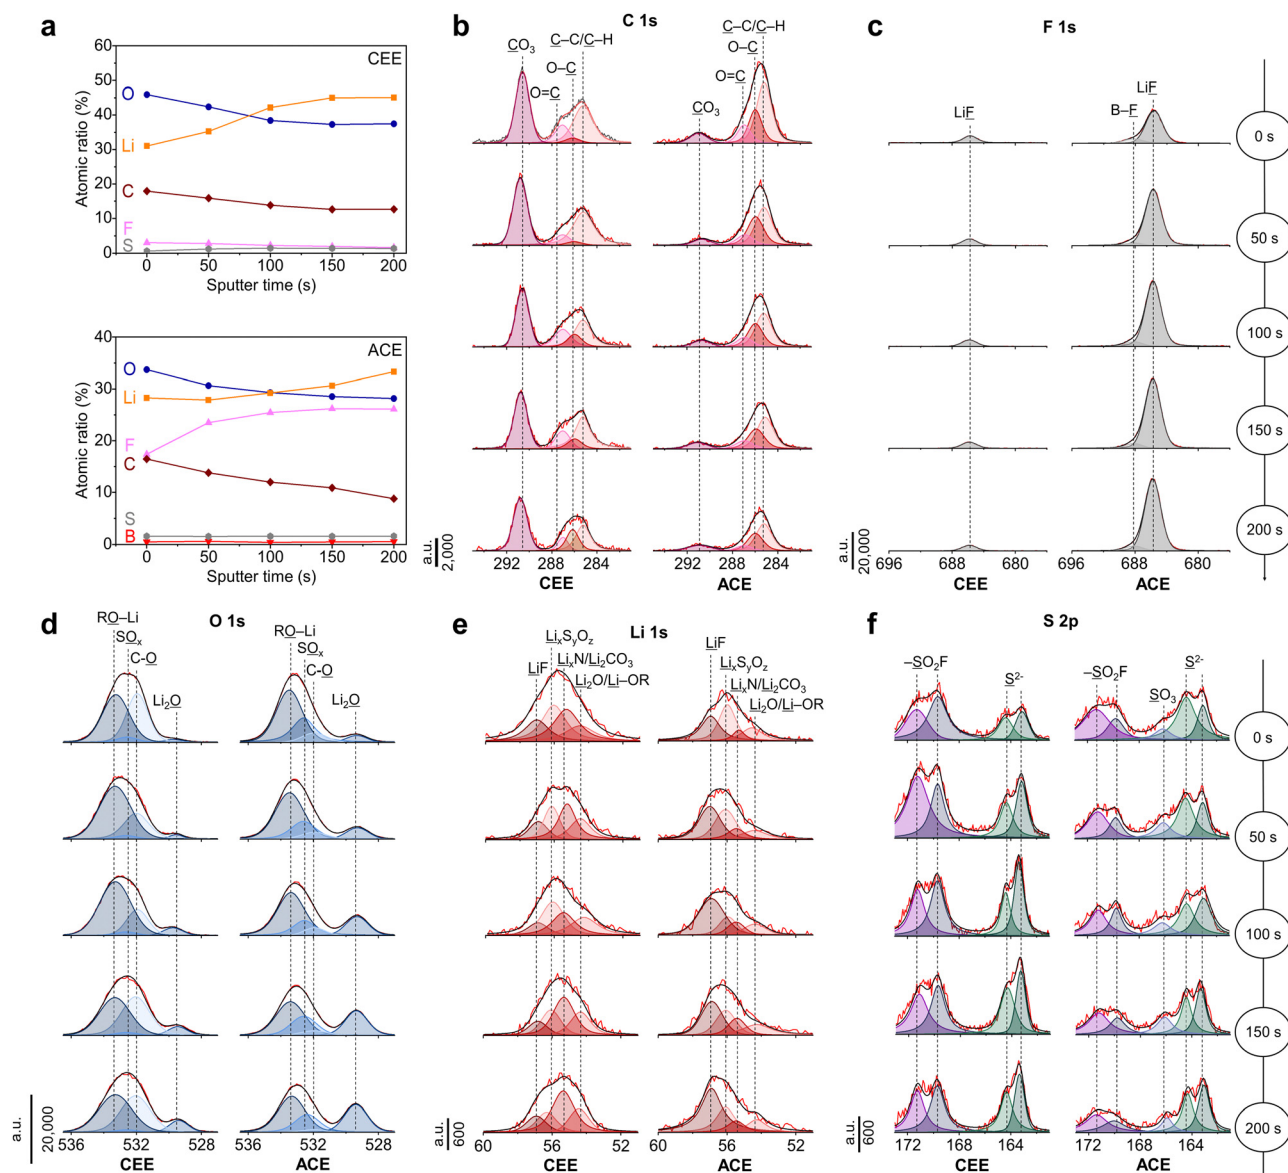 a
CEE
60
50
40
30
20
10
0
O
Li
C
F
S
Atomic ratio (%)
0 50 100 150 200
Sputter time (s)
ACE
40
30
20
10
0
O
Li
F
C
S
B
Atomic ratio (%)
0 50 100 150 200
Sputter time (s)
b
C 1s
CO₃
C–C/C–H
O–C
O=C
C–C/C–H
O–C
O=C
CO₃
a.u.
2,000
292 288 284
292 288 284
CEE
ACE
c
F 1s
LiF
LiF
B–F
0 s
50 s
100 s
150 s
200 s
a.u.
20,000
696 688 680
696 688 680
CEE
ACE
d
O 1s
RO–Li
SOₓ
C-O
Li₂O
RO–Li
SOₓ
C-O
Li₂O
a.u.
20,000
536 532 528
536 532 528
CEE
ACE
e
Li 1s
LiₓSᵧO_z
LiₓN/Li₂CO₃
LiF
Li₂O/Li–OR
LiF
LiₓSᵧO_z
LiₓN/Li₂CO₃
Li₂O/Li–OR
a.u.
600
60 56 52
60 56 52
CEE
ACE
f
S 2p
–SO₂F
S²⁻
–SO₂F
SO₃
S²⁻
0 s
50 s
100 s
150 s
200 s
a.u.
600
172 168 164
172 168 164
CEE
ACE